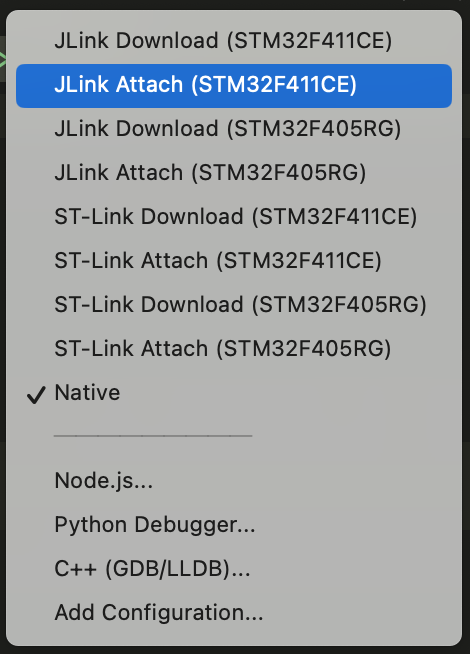 JLink Download (STM32F411CE)
JLink Attach (STM32F411CE)
JLink Download (STM32F405RG)
JLink Attach (STM32F405RG)
ST-Link Download (STM32F411CE)
ST-Link Attach (STM32F411CE)
ST-Link Download (STM32F405RG)
ST-Link Attach (STM32F405RG)
Native
Node.js...
Python Debugger...
C++ (GDB/LLDB)...
Add Configuration...